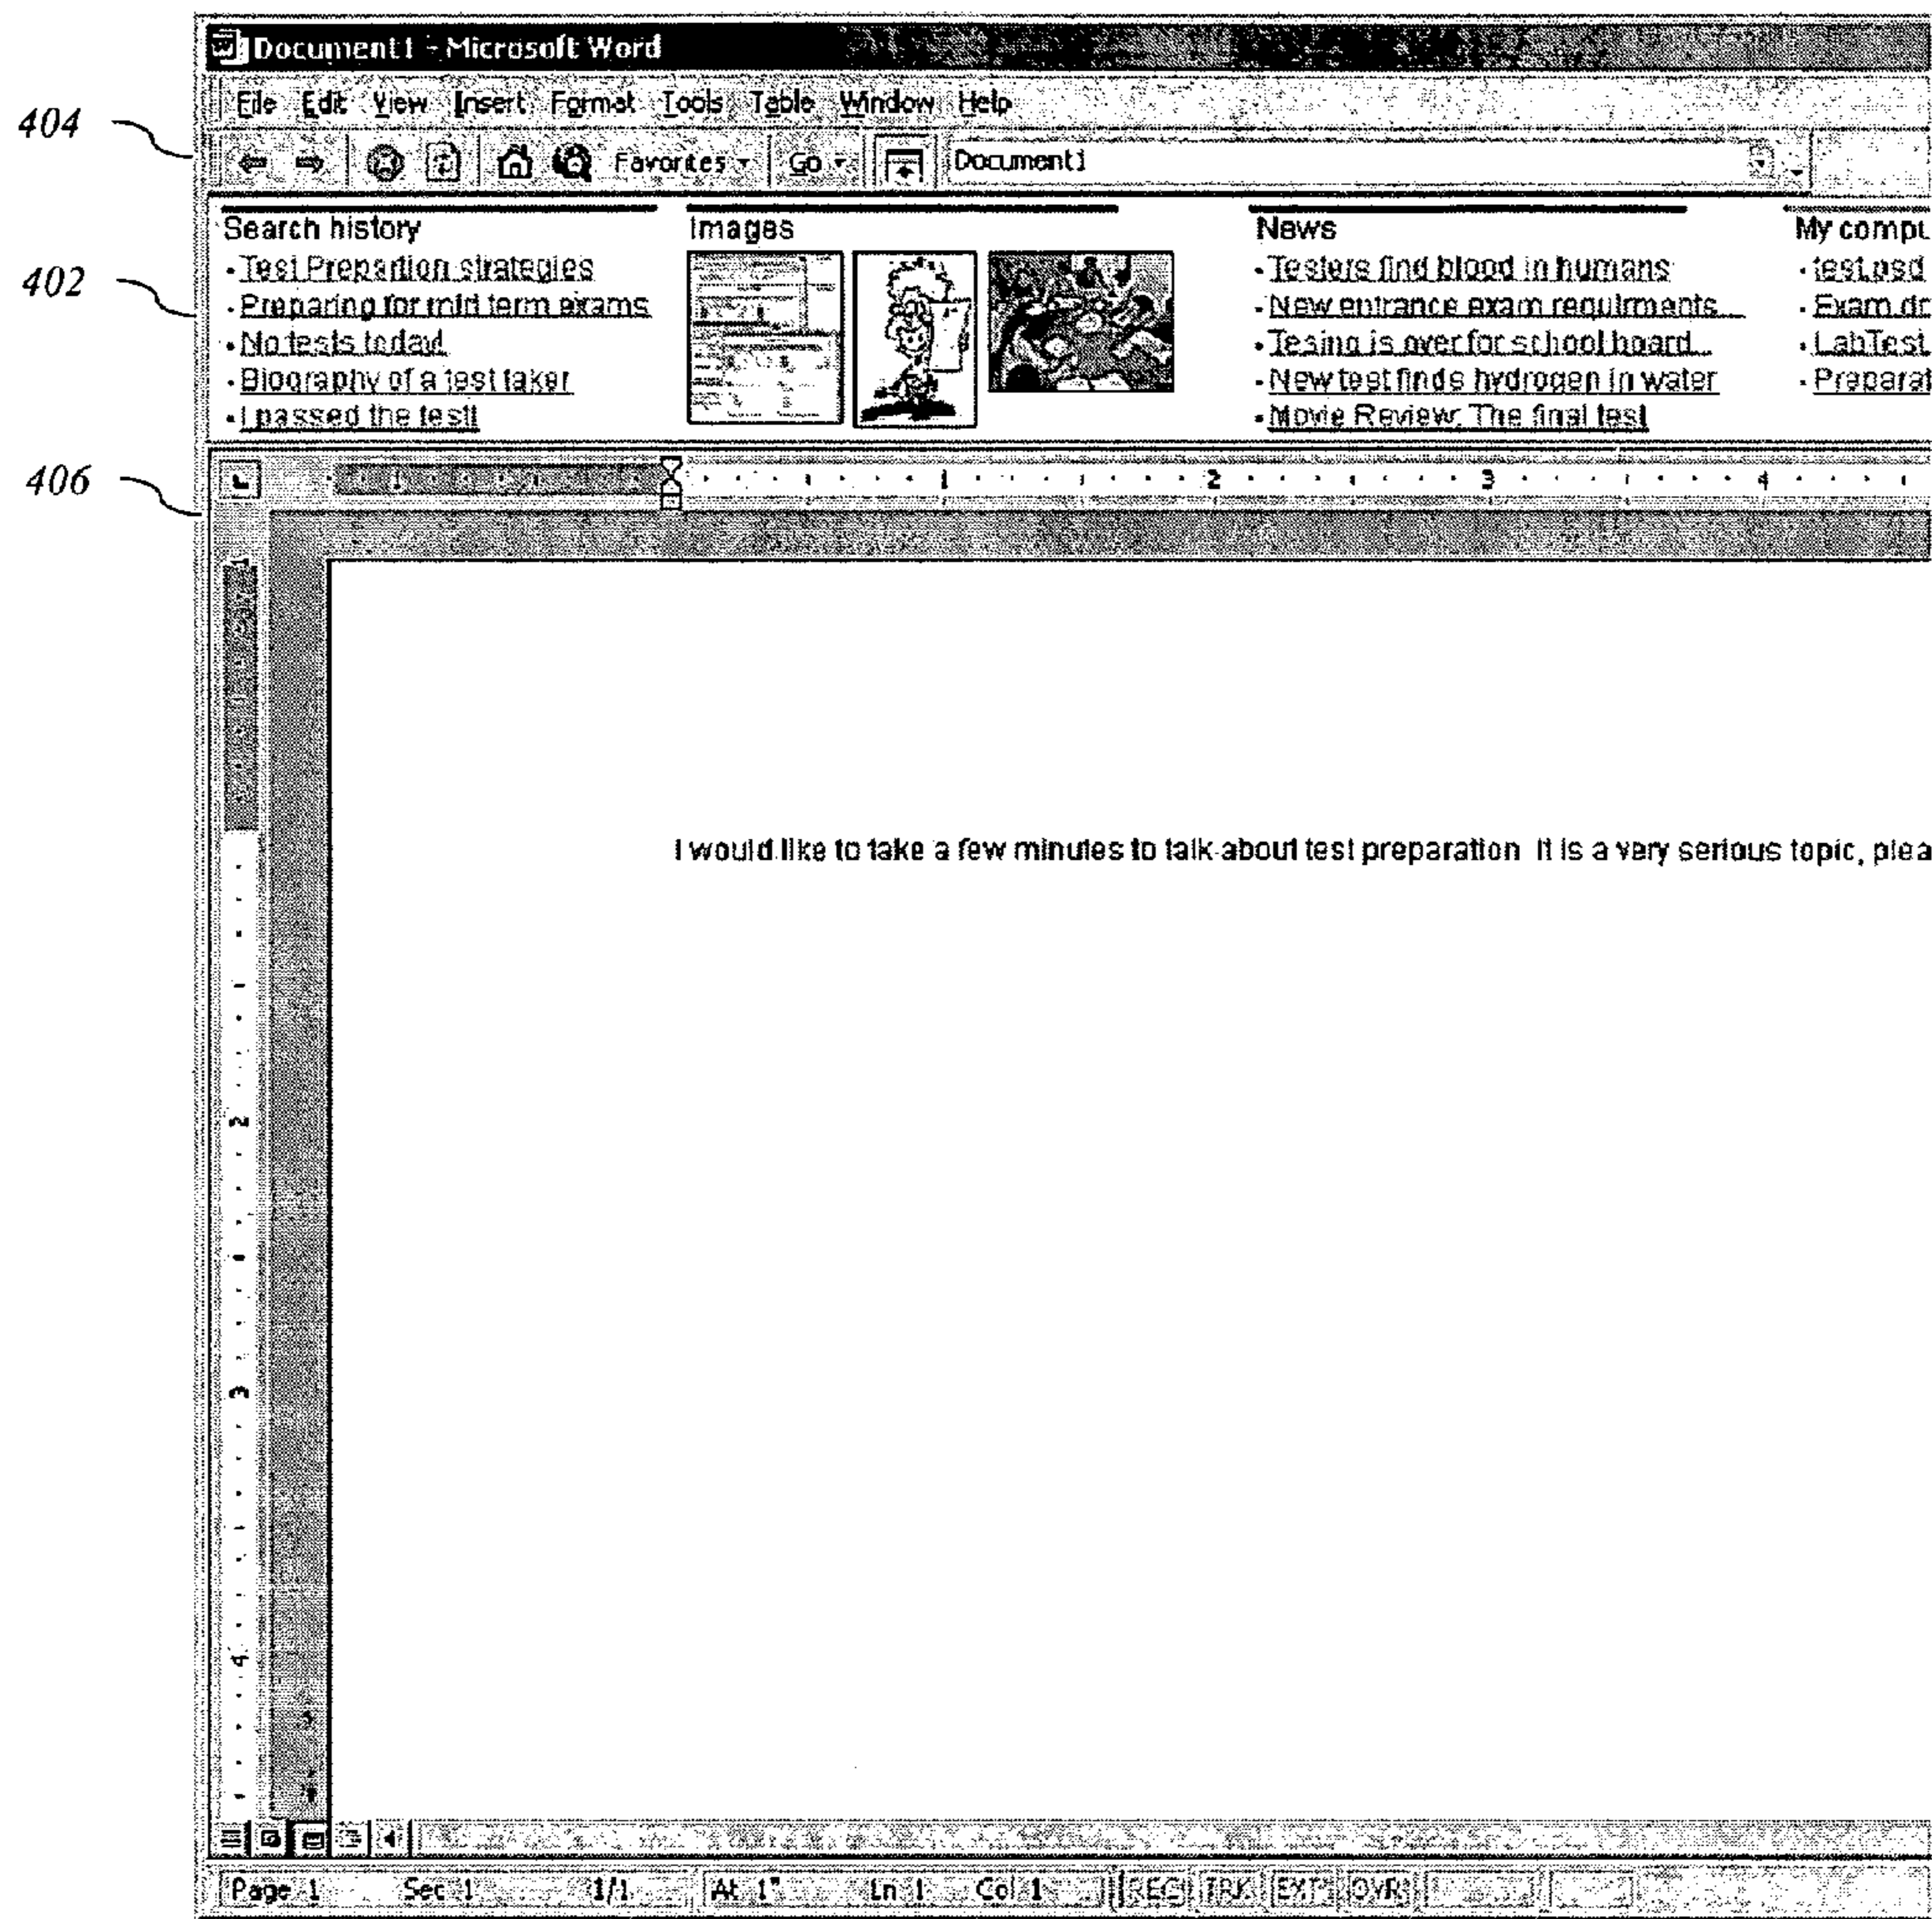 Document1 - Microsoft Word
File Edit View Insert Format Tools Table Window Help
404
Favorites Go Document1
Search history Images News My compu
402
• Test Prepartion strategies • Testers find blood in humans • test.psd
• Preparing for mid term exams • New entrance exam requirments... • Exam dr
• No tests today! • Tesing is over for school board... • LabTest
• Biography of a test taker • New test finds hydrogen in water • Preparat
• I passed the test! • Movie Review: The final test
406
1 1 2 3 4
1
I would like to take a few minutes to talk about test preparation. It is a very serious topic, plea
2
3
4
Page 1 Sec 1 1/1 At 1" Ln 1 Col 1 REC TRK EXT OVR